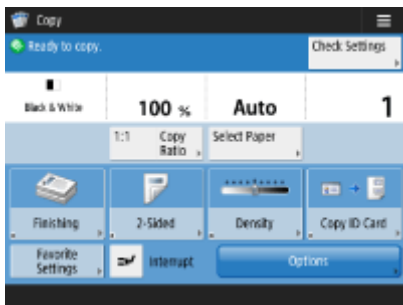 Copy
Ready to copy.
Check Settings
Black & White
100 %
Auto
1
1:1 Copy
Ratio
Select Paper
Finishing
2-Sided
Density
Copy ID Card
Favorite
Settings
Interrupt
Options